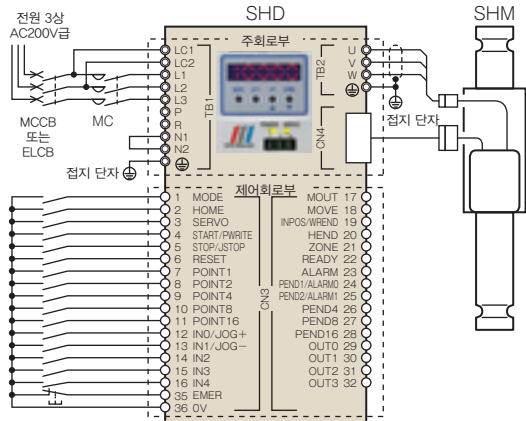 SHD
SHM
전원 3상
AC200V급
주회로부
LC1
LC2
L1
L2
L3
P
R
N1
N2
TB1
U
V
W
TB2
CN4
MCCB
또는
ELCB
MC
접지 단자
접지 단자
제어회로부
CN3
1 MODE
2 HOME
3 SERVO
4 START/PWRITE
5 STOP/JSTOP
6 RESET
7 POINT1
8 POINT2
9 POINT4
10 POINT8
11 POINT16
12 IN0/JOG+
13 IN1/JOG−
14 IN2
15 IN3
16 IN4
35 EMER
36 0V
MOUT 17
MOVE 18
INPOS/WREND 19
HEND 20
ZONE 21
READY 22
ALARM 23
PEND1/ALARM0 24
PEND2/ALARM1 25
PEND4 26
PEND8 27
PEND16 28
OUT0 29
OUT1 30
OUT2 31
OUT3 32